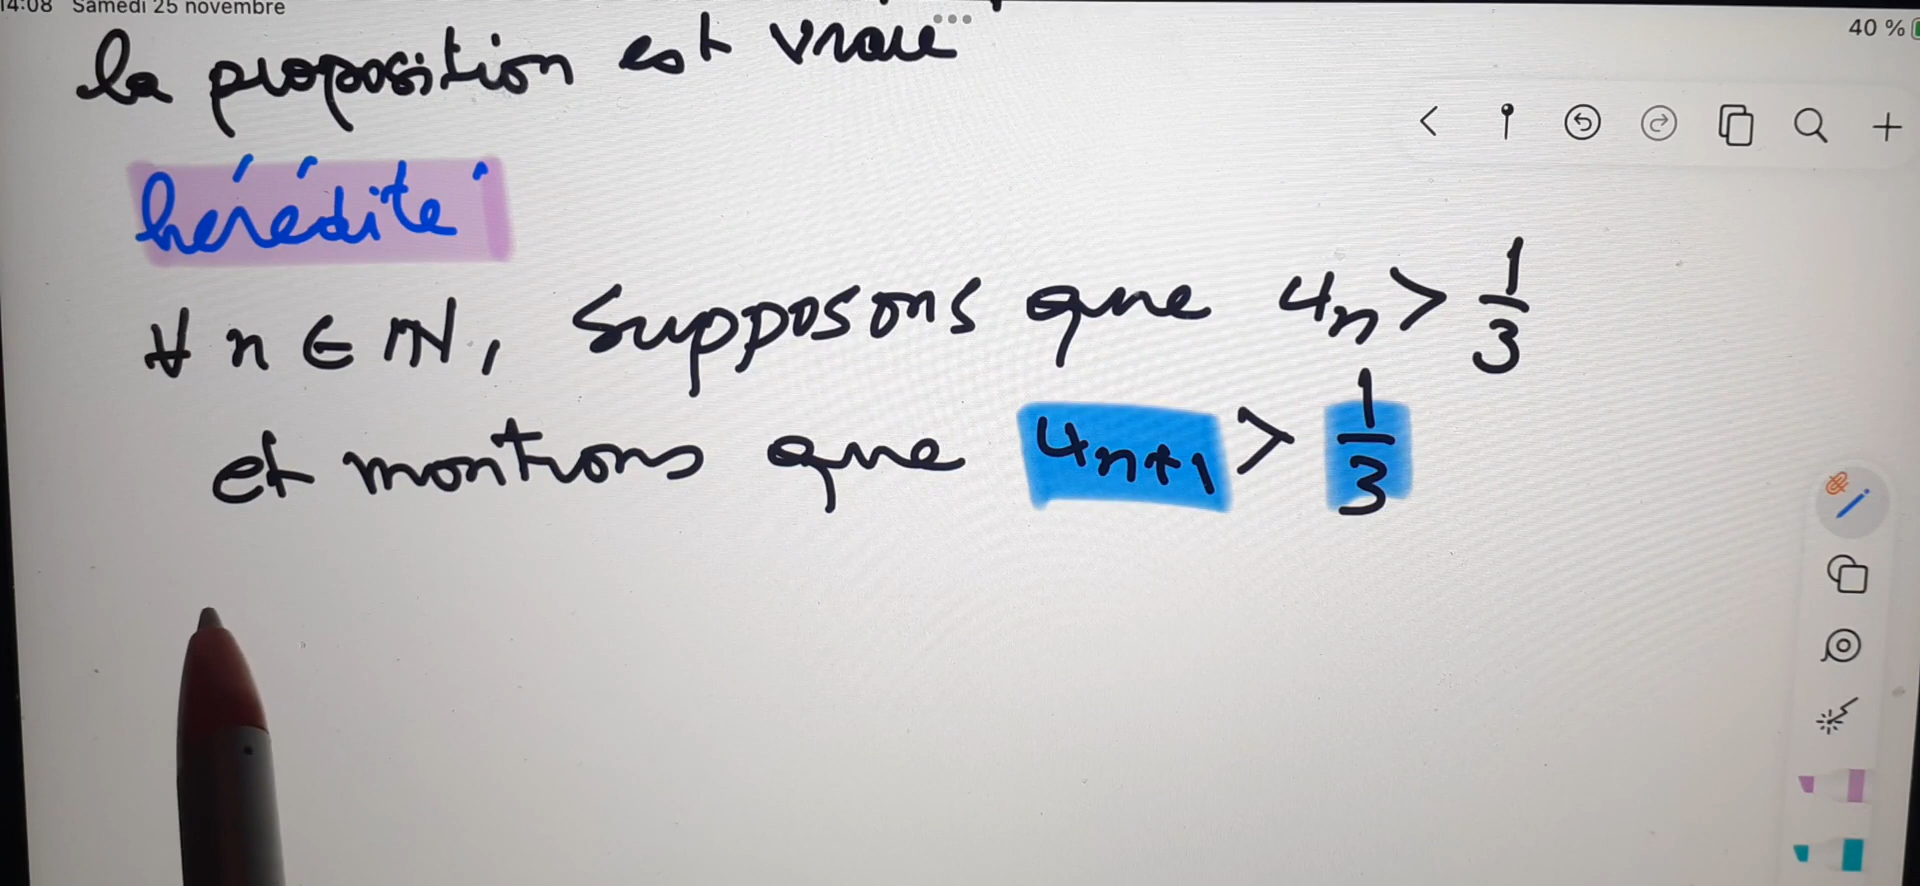 14:08 Samedi 25 novembre
40 %
la proposition est vraie
hérédité
∀ n ∈ ℕ, Supposons que Un > 1/3
et montrons que Un+1 > 1/3